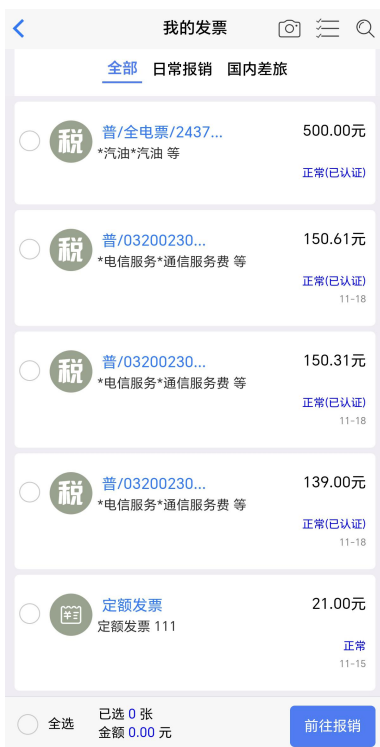 我的发票
全部 日常报销 国内差旅
税 普/全电票/2437... 500.00元
*汽油*汽油 等
正常(已认证)
税 普/03200230... 150.61元
*电信服务*通信服务费 等
正常(已认证)
11-18
税 普/03200230... 150.31元
*电信服务*通信服务费 等
正常(已认证)
11-18
税 普/03200230... 139.00元
*电信服务*通信服务费 等
正常(已认证)
11-18
定额发票 21.00元
定额发票 111
正常
11-15
全选 已选 0 张
金额 0.00 元
前往报销